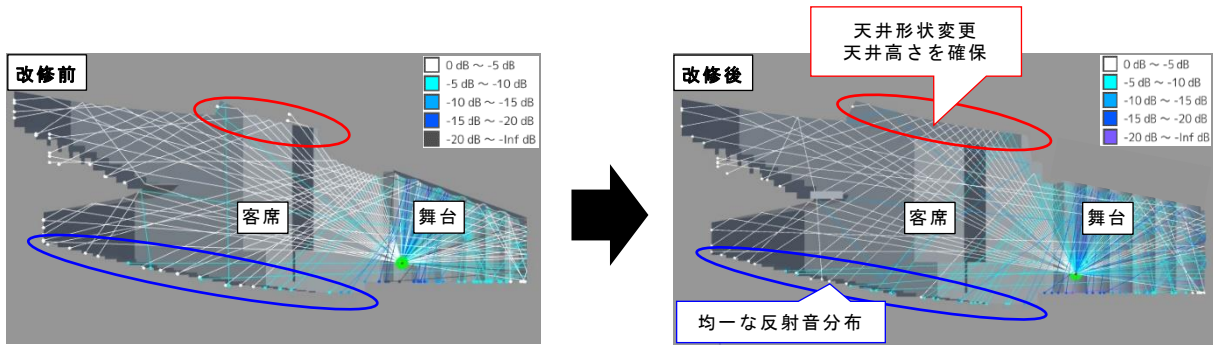 改修前
0 dB ～ -5 dB
-5 dB ～ -10 dB
-10 dB ～ -15 dB
-15 dB ～ -20 dB
-20 dB ～ -Inf dB
客席
舞台
天井形状変更
天井高さを確保
改修後
0 dB ～ -5 dB
-5 dB ～ -10 dB
-10 dB ～ -15 dB
-15 dB ～ -20 dB
-20 dB ～ -Inf dB
客席
舞台
均一な反射音分布